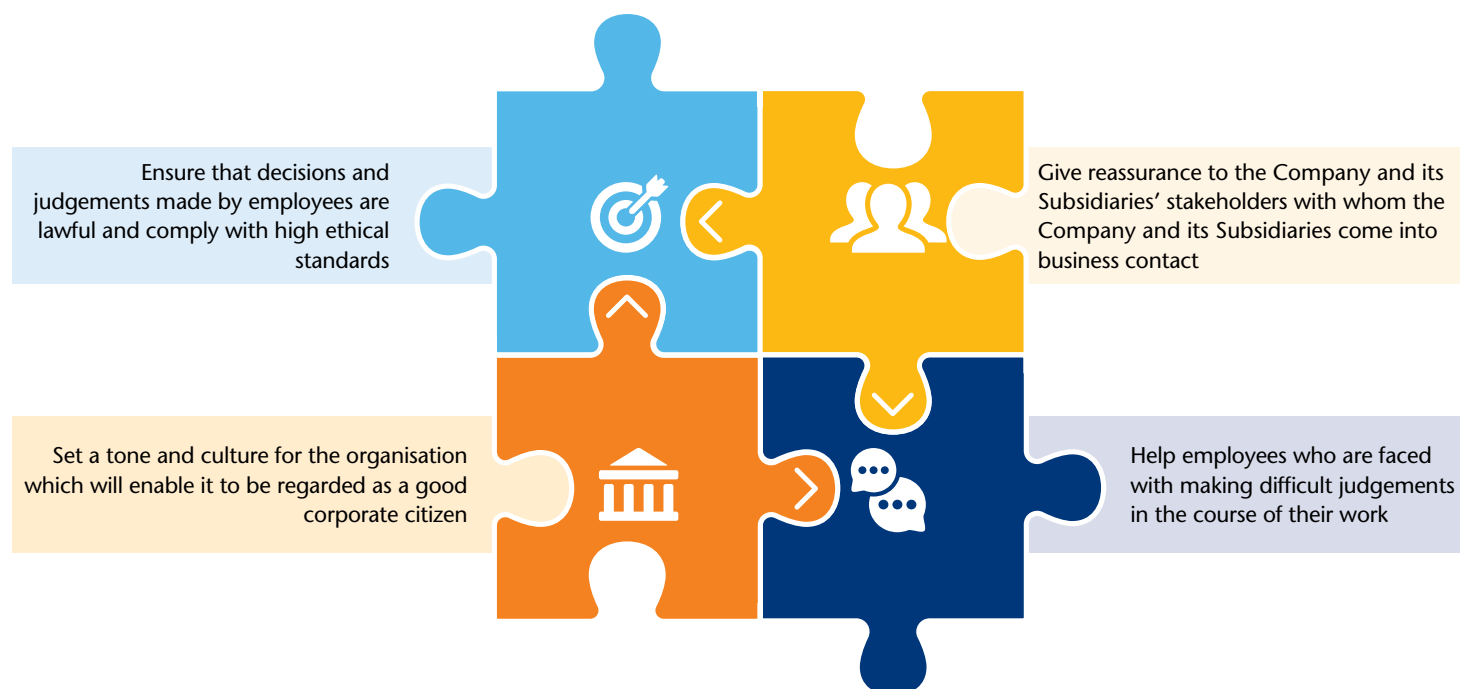 Ensure that decisions and
judgements made by employees are
lawful and comply with high ethical
standards
Give reassurance to the Company and its
Subsidiaries’ stakeholders with whom the
Company and its Subsidiaries come into
business contact
Set a tone and culture for the organisation
which will enable it to be regarded as a good
corporate citizen
Help employees who are faced
with making difficult judgements
in the course of their work